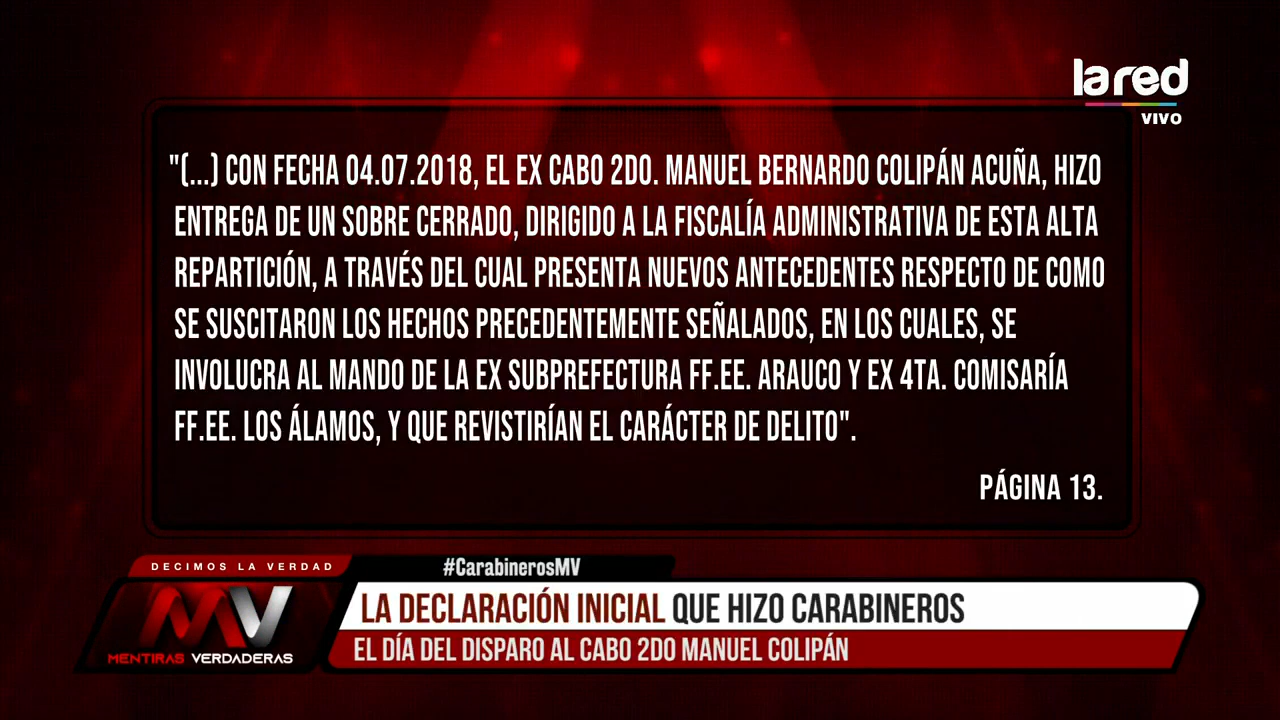 la red
VIVO
"(...) CON FECHA 04.07.2018, EL EX CABO 2DO. MANUEL BERNARDO COLIPÁN ACUÑA, HIZO
ENTREGA DE UN SOBRE CERRADO, DIRIGIDO A LA FISCALÍA ADMINISTRATIVA DE ESTA ALTA
REPARTICIÓN, A TRAVÉS DEL CUAL PRESENTA NUEVOS ANTECEDENTES RESPECTO DE COMO
SE SUSCITARON LOS HECHOS PRECEDENTEMENTE SEÑALADOS, EN LOS CUALES, SE
INVOLUCRA AL MANDO DE LA EX SUBPREFECTURA FF.EE. ARAUCO Y EX 4TA. COMISARÍA
FF.EE. LOS ÁLAMOS, Y QUE REVISTIRÍAN EL CARÁCTER DE DELITO".
PÁGINA 13.
DECIMOS LA VERDAD
#CarabinerosMV
MV
MENTIRAS VERDADERAS
LA DECLARACIÓN INICIAL QUE HIZO CARABINEROS
EL DÍA DEL DISPARO AL CABO 2DO MANUEL COLIPÁN